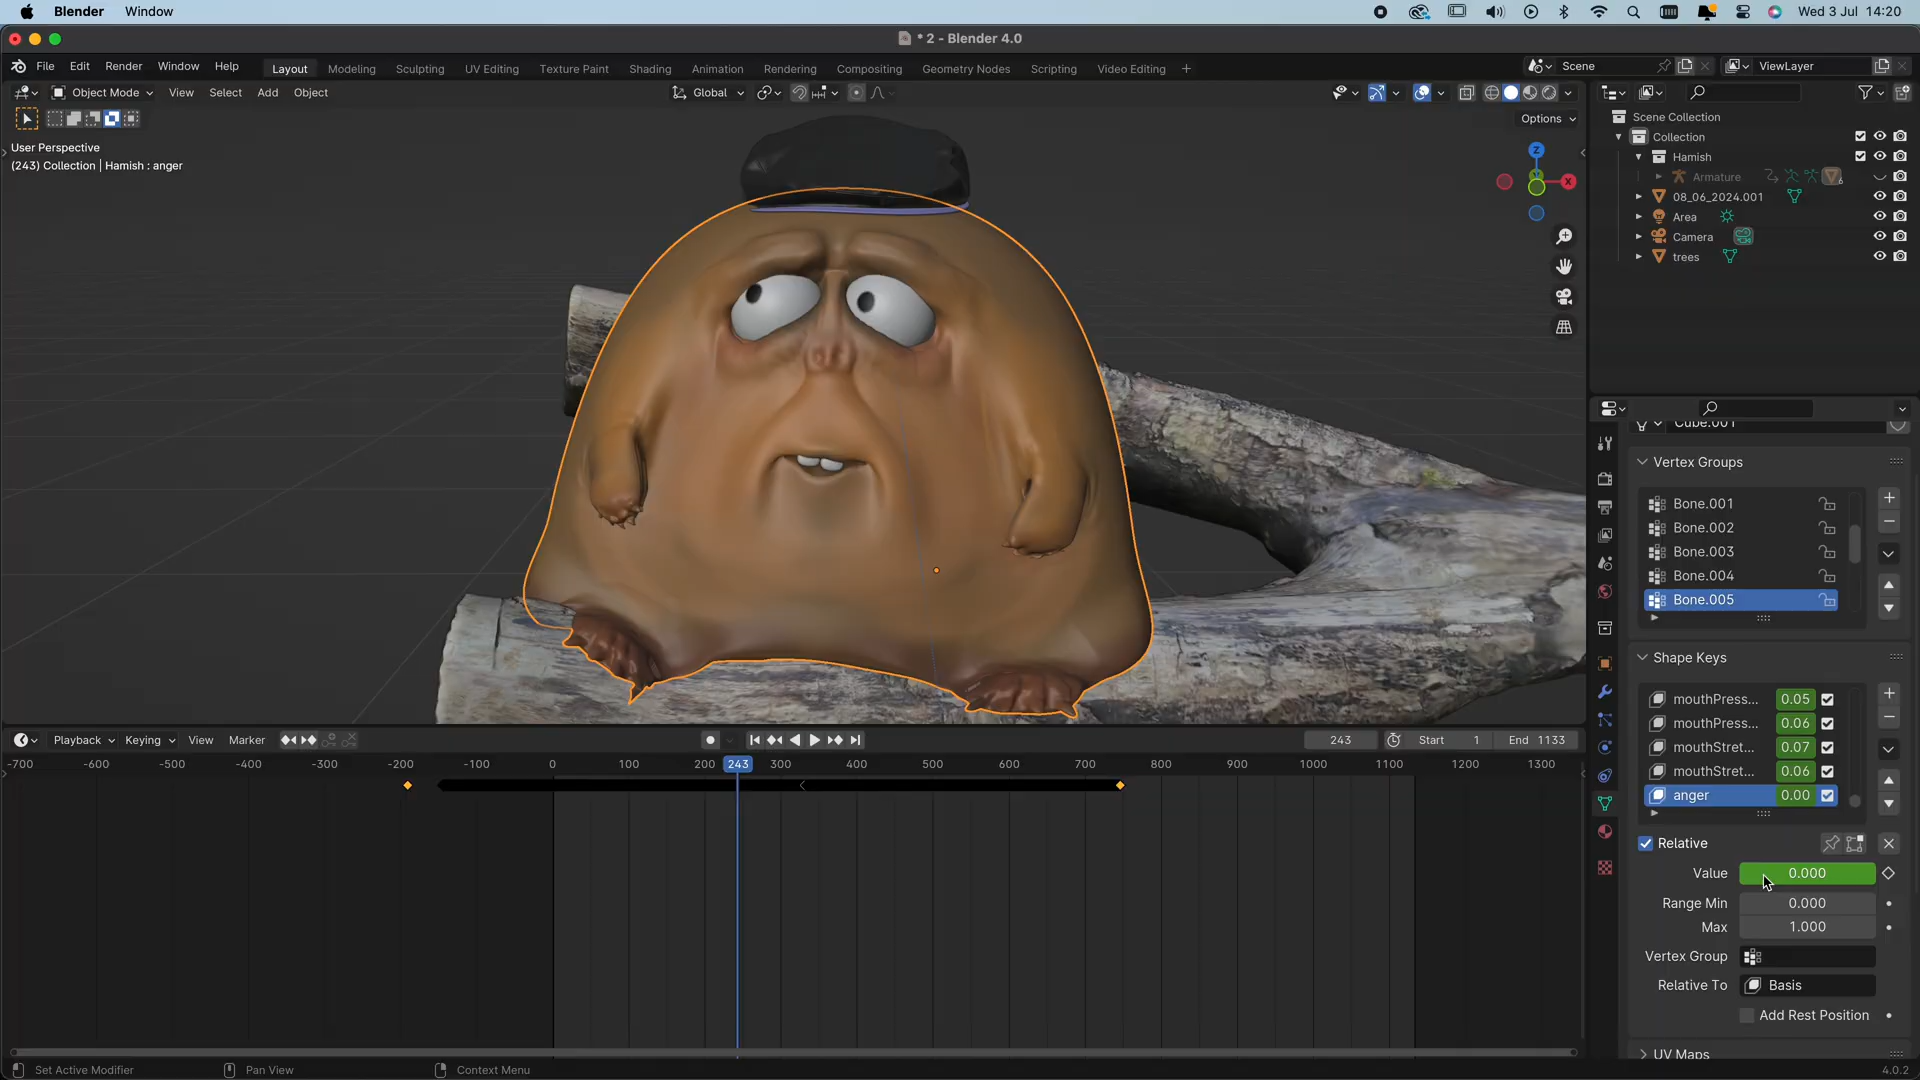 Blender Window Wed 3 Jul 14:20
* 2 - Blender 4.0
File Edit Render Window Help Layout Modeling Sculpting UV Editing Texture Paint Shading Animation Rendering Compositing Geometry Nodes Scripting Video Editing + Scene ViewLayer
Object Mode View Select Add Object Global
Options
User Perspective
(243) Collection | Hamish : anger
Z
X
Scene Collection
Collection
Hamish
Armature 6
08_06_2024.001
Area
Camera
trees
Cube.001
Vertex Groups
Bone.001
Bone.002
Bone.003
Bone.004
Bone.005
Shape Keys
mouthPress... 0.05
mouthPress... 0.06
mouthStret... 0.07
mouthStret... 0.06
anger 0.00
Relative
Value 0.000
Range Min 0.000
Max 1.000
Vertex Group
Relative To Basis
Add Rest Position
UV Maps
Playback Keying View Marker 243 Start 1 End 1133
-700 -600 -500 -400 -300 -200 -100 0 100 200 243 300 400 500 600 700 800 900 1000 1100 1200 1300
Set Active Modifier Pan View Context Menu 4.0.2